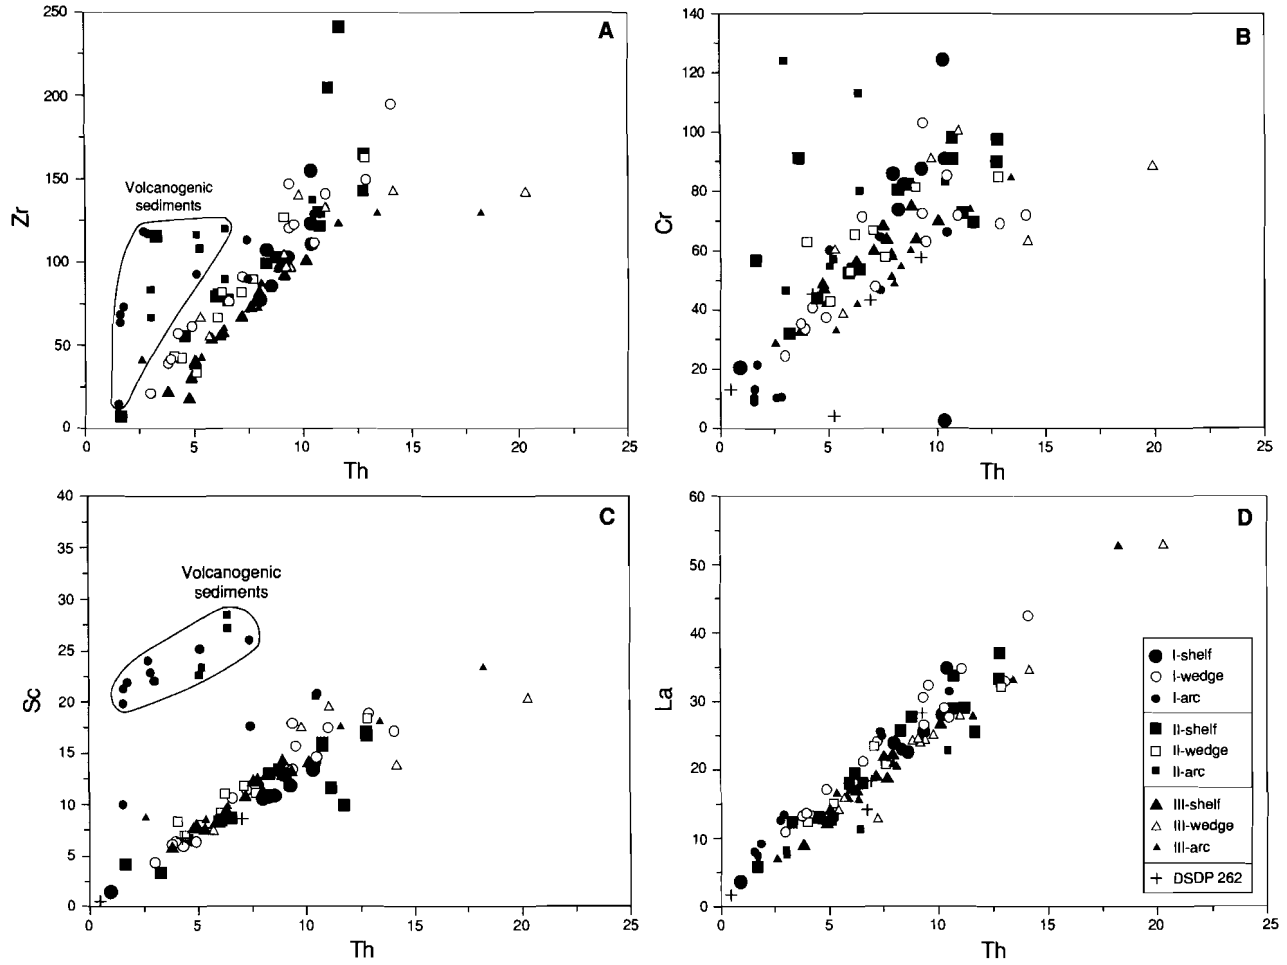 250
200
150
100
50
0
Zr
A
Volcanogenic
sediments
0
5
10
15
20
25
Th
140
120
100
80
60
40
20
0
Cr
B
0
5
10
15
20
25
Th
40
35
30
25
20
15
10
5
0
Sc
C
Volcanogenic
sediments
0
5
10
15
20
25
Th
60
50
40
30
20
10
0
La
D
I-shelf
I-wedge
I-arc
II-shelf
II-wedge
II-arc
III-shelf
III-wedge
III-arc
DSDP 262
0
5
10
15
20
25
Th